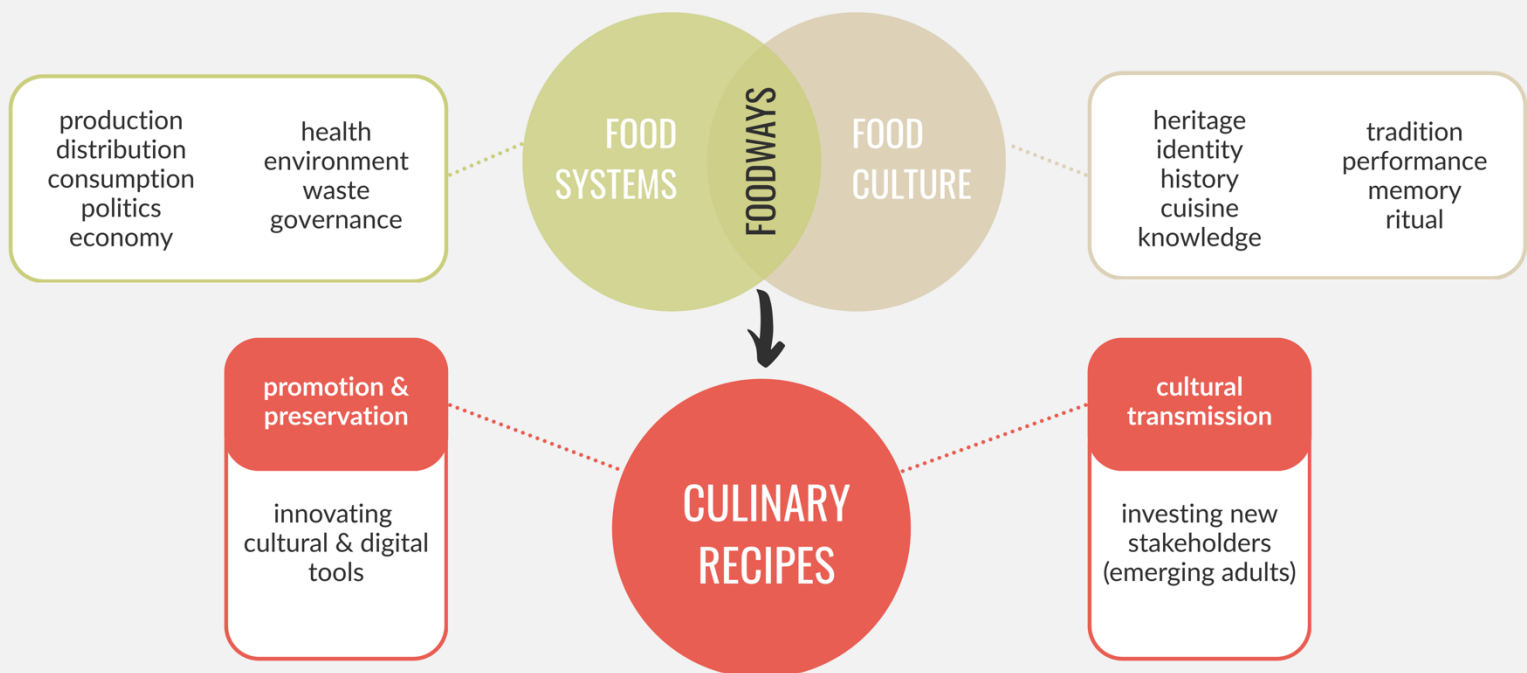 production
distribution
consumption
politics
economy
health
environment
waste
governance
FOOD
SYSTEMS
FOODWAYS
FOOD
CULTURE
heritage
identity
history
cuisine
knowledge
tradition
performance
memory
ritual
promotion &
preservation
innovating
cultural & digital
tools
CULINARY
RECIPES
cultural
transmission
investing new
stakeholders
(emerging adults)